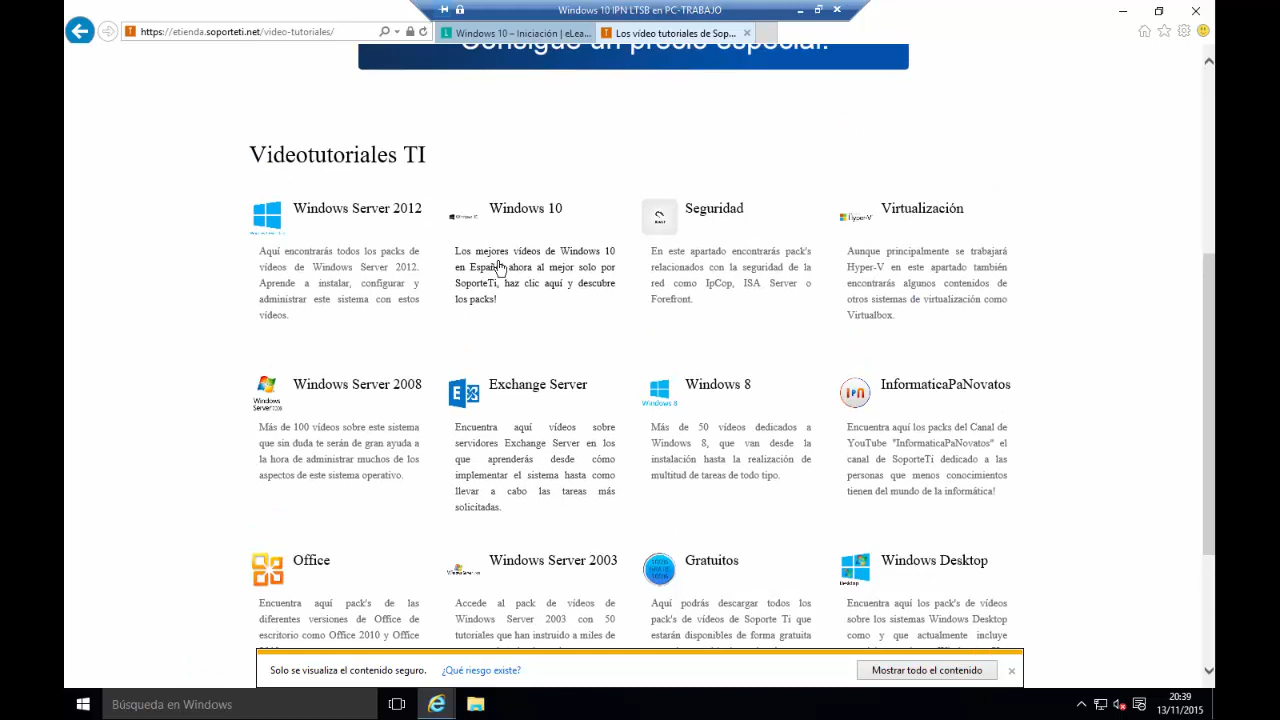 Windows 10 IPN LTSB en PC-TRABAJO
https://etienda.soporteti.net/video-tutoriales/
Windows 10 – Iniciación | eLea...
Los vídeo tutoriales de Sop...
Consigue un precio especial!
Videotutoriales TI
Windows Server 2012
Aquí encontrarás todos los packs de
vídeos de Windows Server 2012.
Aprende a instalar, configurar y
administrar este sistema con estos
vídeos.
Windows 10
Los mejores vídeos de Windows 10
en Español ahora al mejor solo por
SoporteTi, haz clic aquí y descubre
los packs!
Seguridad
En este apartado encontrarás pack's
relacionados con la seguridad de la
red como IpCop, ISA Server o
Forefront.
Hyper-V
Virtualización
Aunque principalmente se trabajará
Hyper-V en este apartado también
encontrarás algunos contenidos de
otros sistemas de virtualización como
Virtualbox.
Windows
Server 2008
Windows Server 2008
Más de 100 vídeos sobre este sistema
que sin duda te serán de gran ayuda a
la hora de administrar muchos de los
aspectos de este sistema operativo.
Exchange Server
Encuentra aquí vídeos sobre
servidores Exchange Server en los
que aprenderás desde cómo
implementar el sistema hasta como
llevar a cabo las tareas más
solicitadas.
Windows 8
Windows 8
Más de 50 vídeos dedicados a
Windows 8, que van desde la
instalación hasta la realización de
multitud de tareas de todo tipo.
IPN
InformaticaPaNovatos
Encuentra aquí los packs del Canal de
YouTube "InformaticaPaNovatos" el
canal de SoporteTi dedicado a las
personas que menos conocimientos
tienen del mundo de la informática!
Office
Encuentra aquí pack's de las
diferentes versiones de Office de
escritorio como Office 2010 y Office
Windows Server 2003
Accede al pack de vídeos de
Windows Server 2003 con 50
tutoriales que han instruido a miles de
Gratuitos
Aquí podrás descargar todos los
pack's de vídeos de Soporte Ti que
estarán disponibles de forma gratuita
Desktop
Windows Desktop
Encuentra aquí los pack's de vídeos
sobre los sistemas Windows Desktop
como y que actualmente incluye
Solo se visualiza el contenido seguro.
¿Qué riesgo existe?
Mostrar todo el contenido
Búsqueda en Windows
20:39
13/11/2015